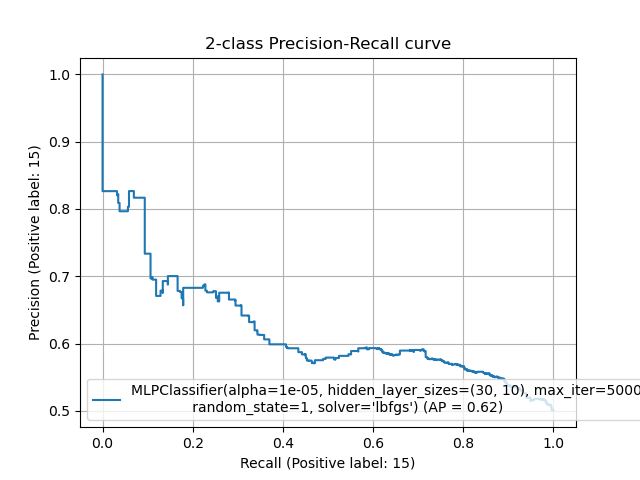 2-class Precision-Recall curve
1.0
0.9
0.8
0.7
0.6
0.5
Precision (Positive label: 15)
MLPClassifier(alpha=1e-05, hidden_layer_sizes=(30, 10), max_iter=5000
random_state=1, solver='lbfgs') (AP = 0.62)
0.0 0.2 0.4 0.6 0.8 1.0
Recall (Positive label: 15)